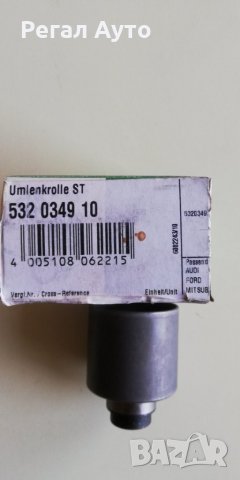 Регал Ауто
Umlenkrolle ST
532 0349 10
4 005108 062215
Vergl.Nr. / Cross - Reference
Einheit/Unit
5320349
Passend
AUDI
FORD
MITSUB
BAZAR